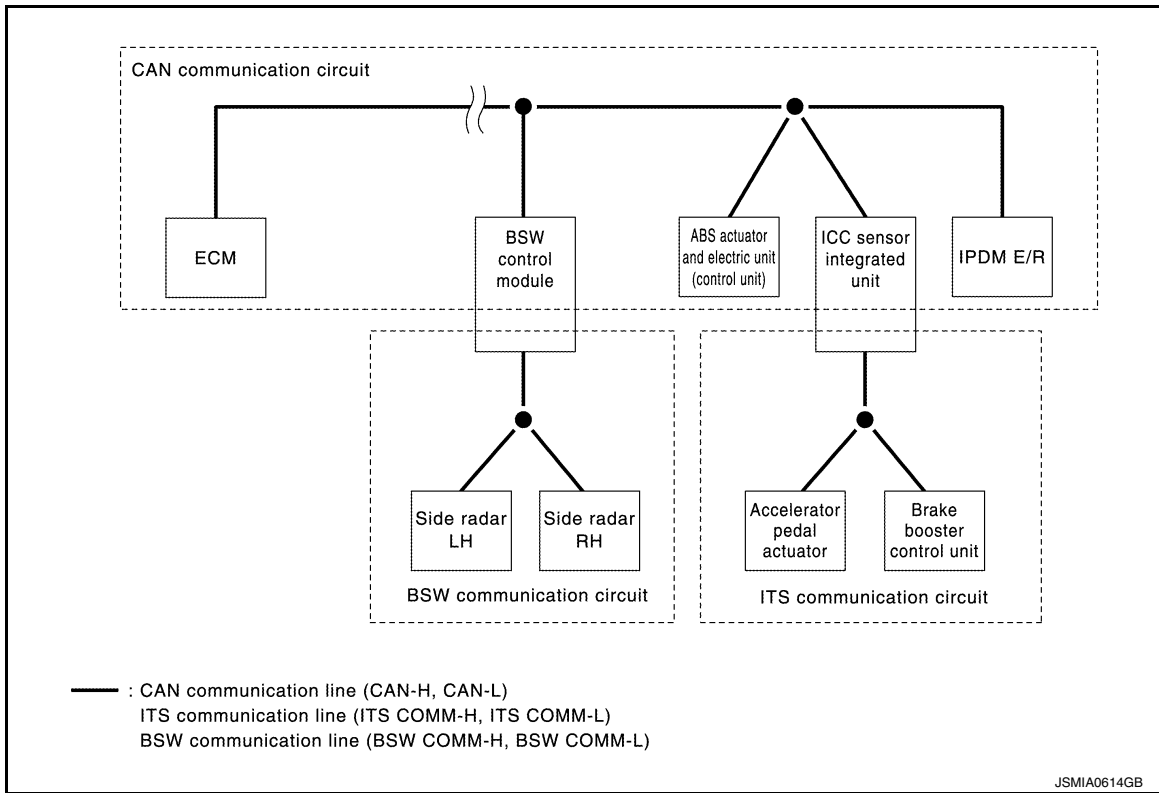 CAN communication circuit
ECM
BSW
control
module
ABS actuator
and electric unit
(control unit)
ICC sensor
integrated
unit
IPDM E/R
Side radar
LH
Side radar
RH
BSW communication circuit
Accelerator
pedal
actuator
Brake
booster
control unit
ITS communication circuit
: CAN communication line (CAN-H, CAN-L)
ITS communication line (ITS COMM-H, ITS COMM-L)
BSW communication line (BSW COMM-H, BSW COMM-L)
JSMIA0614GB